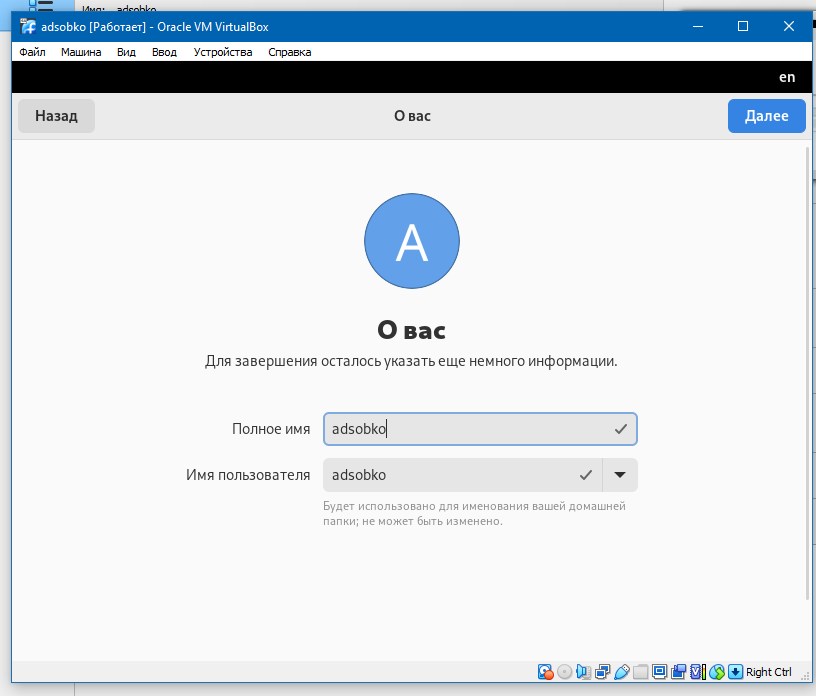 Имя: adsobko
adsobko [Работает] - Oracle VM VirtualBox
Файл Машина Вид Ввод Устройства Справка
en
Назад О вас Далее
A
О вас
Для завершения осталось указать еще немного информации.
Полное имя adsobko
Имя пользователя adsobko
Будет использовано для именования вашей домашней
папки; не может быть изменено.
Right Ctrl